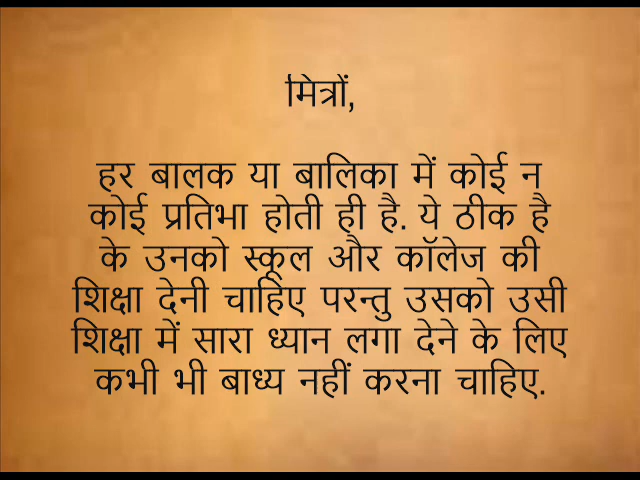 मित्रों,
हर बालक या बालिका में कोई न
कोई प्रतिभा होती ही है. ये ठीक है
के उनको स्कूल और कॉलेज की
शिक्षा देनी चाहिए परन्तु उसको उसी
शिक्षा में सारा ध्यान लगा देने के लिए
कभी भी बाध्य नहीं करना चाहिए.